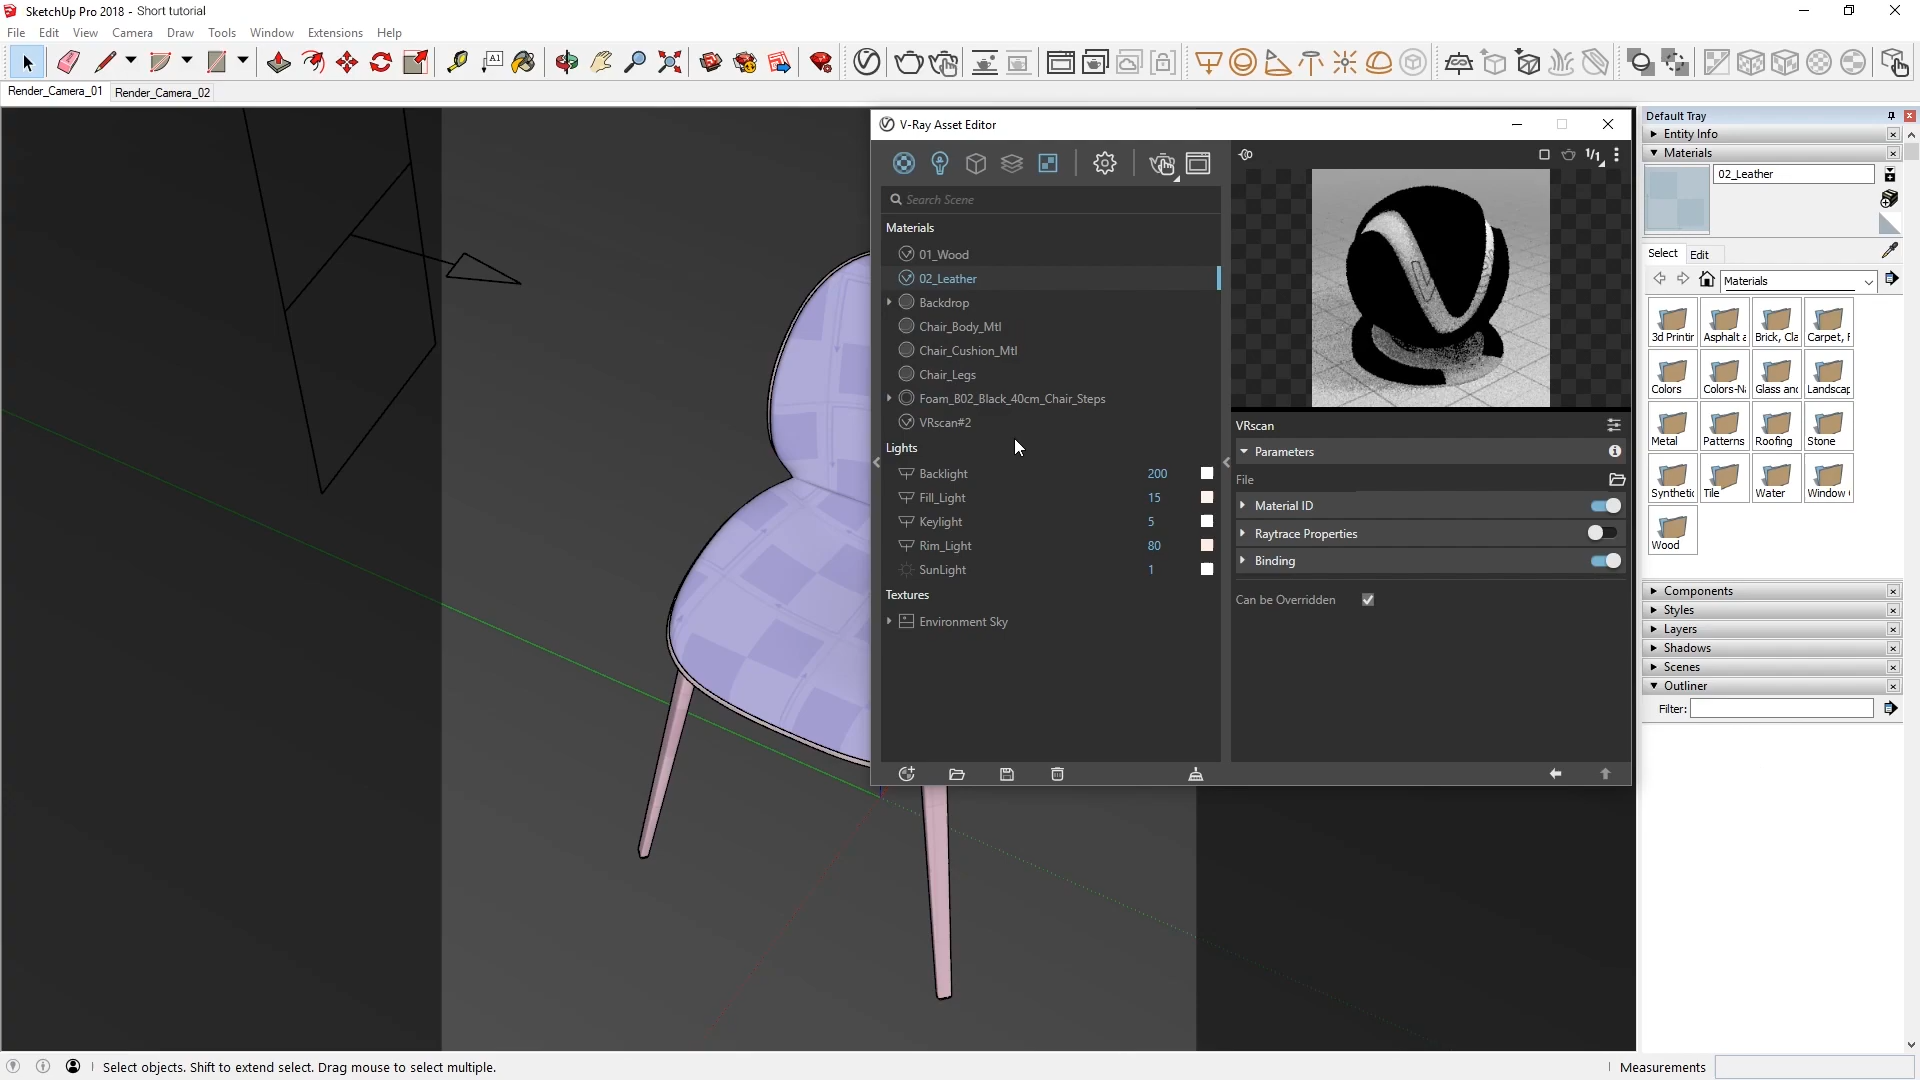 SketchUp Pro 2018 - Short tutorial
File Edit View Camera Draw Tools Window Extensions Help
A1
Render_Camera_01 Render_Camera_02
V-Ray Asset Editor
Search Scene
Materials
01_Wood
02_Leather
Backdrop
Chair_Body_Mtl
Chair_Cushion_Mtl
Chair_Legs
Foam_B02_Black_40cm_Chair_Steps
VRscan#2
Lights
Backlight 200
Fill_Light 15
Keylight 5
Rim_Light 80
SunLight 1
Textures
Environment Sky
1/1
VRscan
Parameters
File
Material ID
Raytrace Properties
Binding
Can be Overridden
Default Tray
Entity Info
Materials
02_Leather
Select Edit
Materials
3d Printir Asphalt a Brick, Cla Carpet, F
Colors Colors-Na Glass and Landscap
Metal Patterns Roofing Stone
Synthetic Tile Water Window
Wood
Components
Styles
Layers
Shadows
Scenes
Outliner
Filter:
Select objects. Shift to extend select. Drag mouse to select multiple.
Measurements